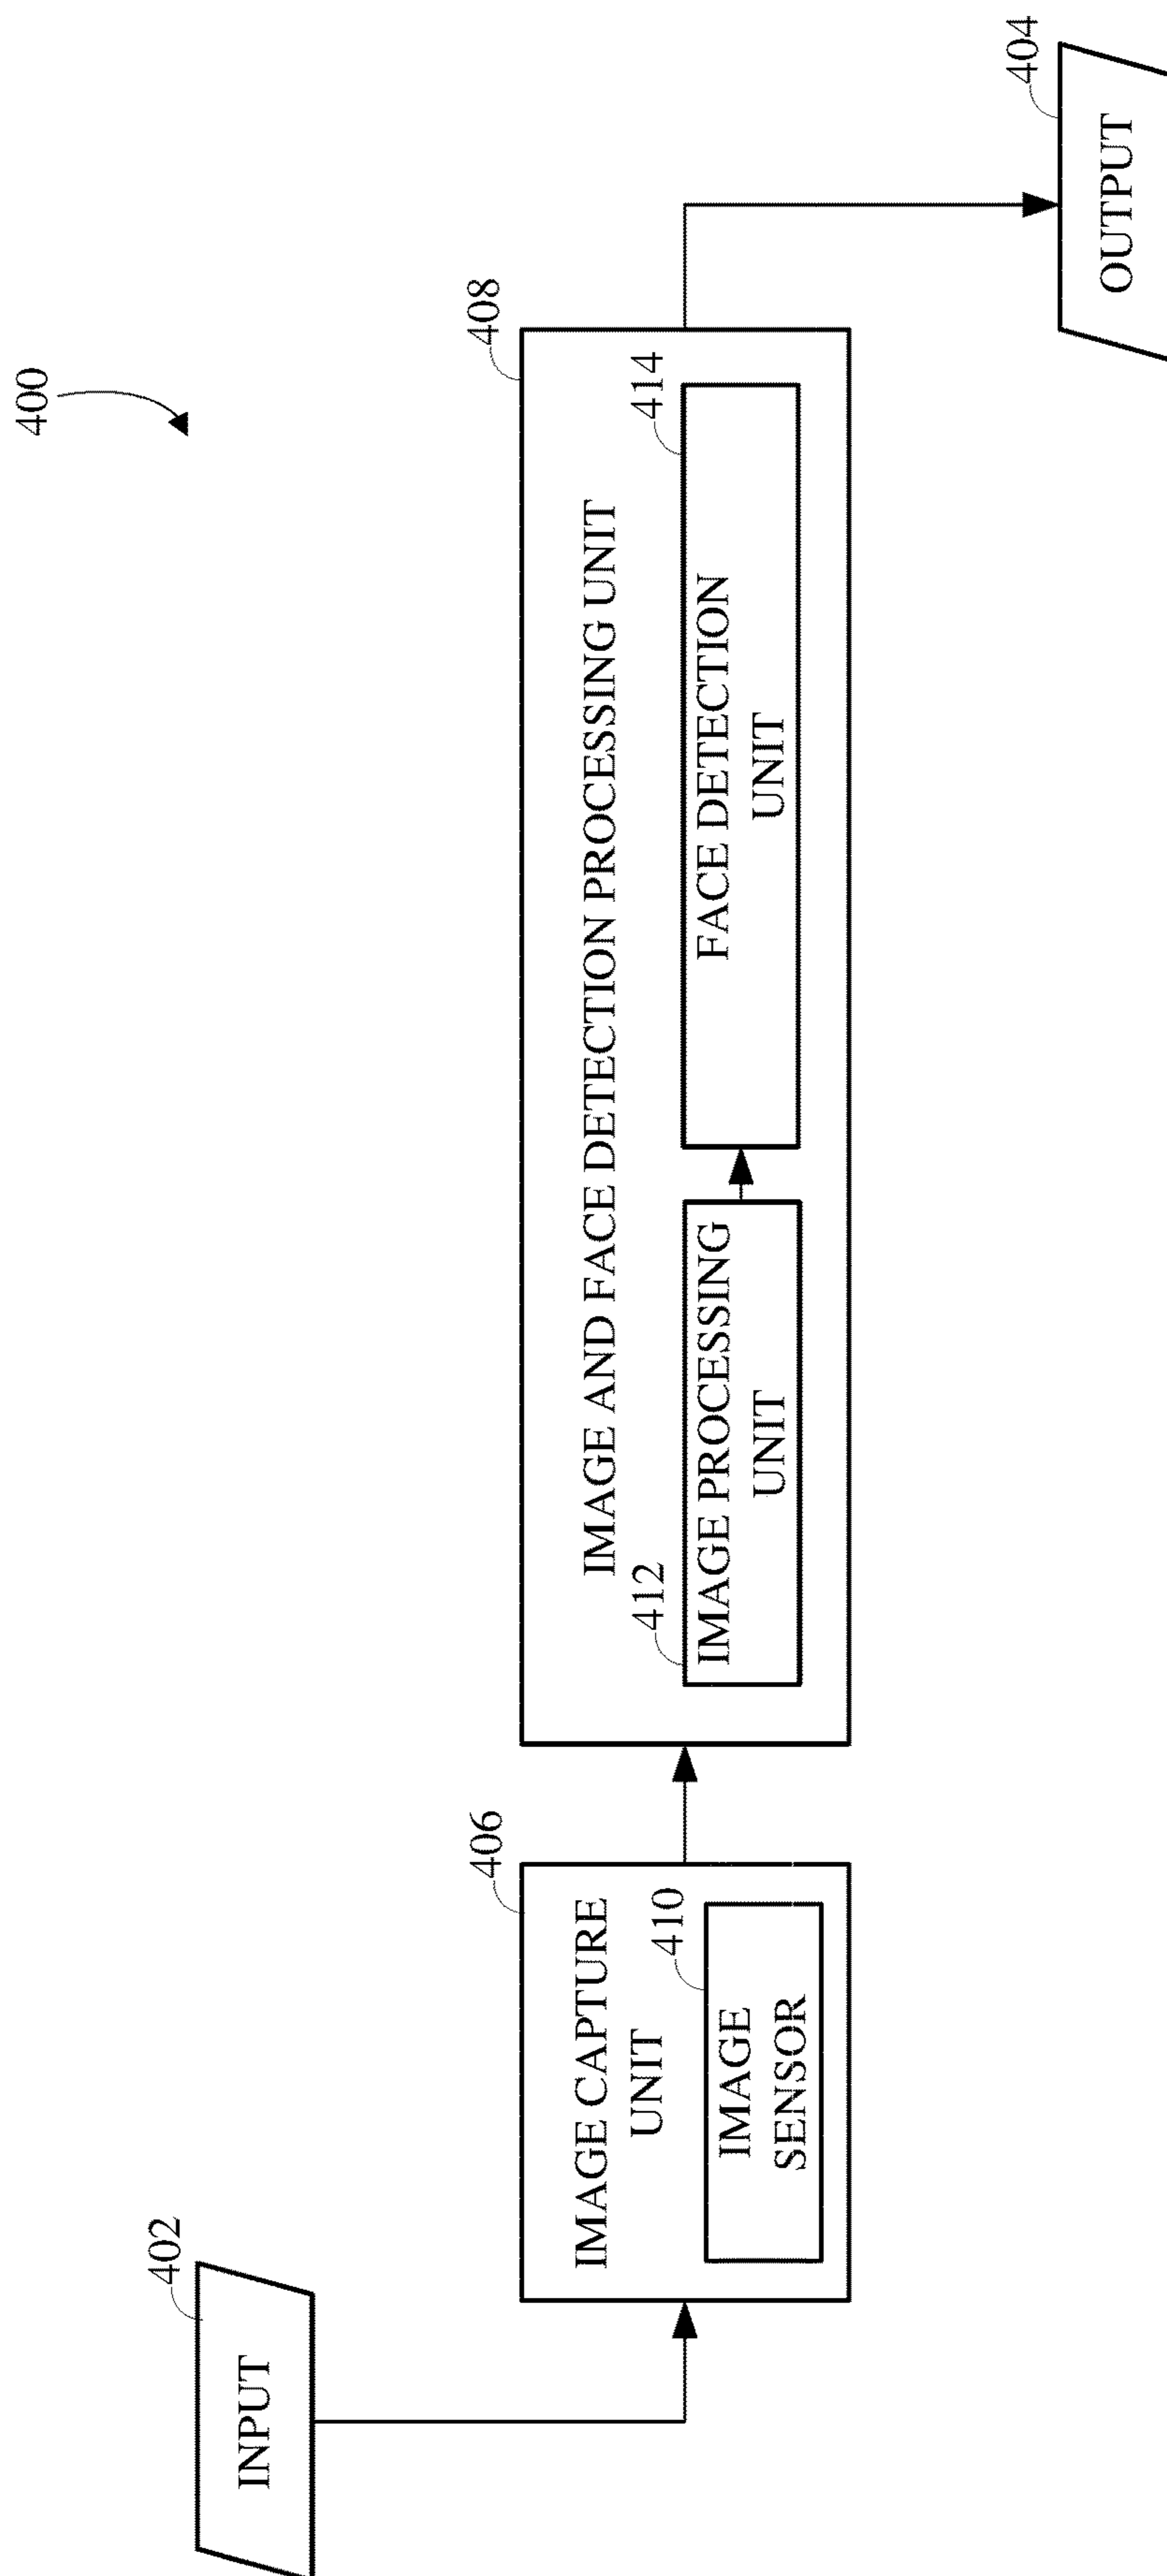 400
402
INPUT
406
IMAGE CAPTURE
UNIT
410
IMAGE
SENSOR
408
IMAGE AND FACE DETECTION PROCESSING UNIT
412
IMAGE PROCESSING
UNIT
414
FACE DETECTION
UNIT
404
OUTPUT